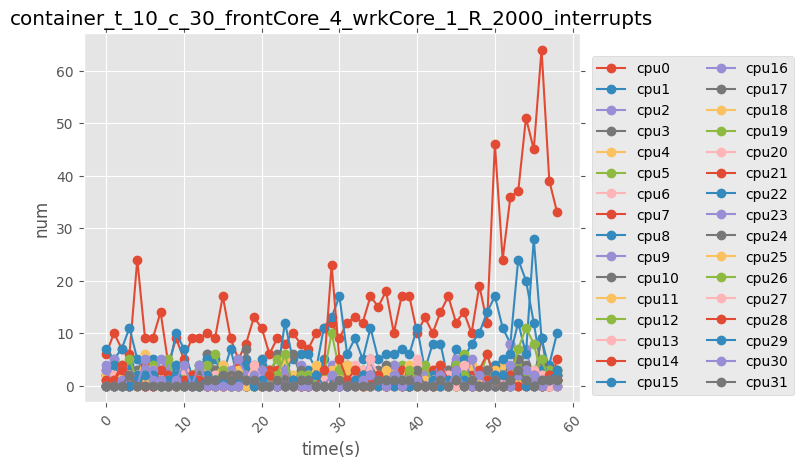 container_t_10_c_30_frontCore_4_wrkCore_1_R_2000_interrupts
num
60
50
40
30
20
10
0
0
10
20
30
40
50
60
time(s)
cpu0
cpu1
cpu2
cpu3
cpu4
cpu5
cpu6
cpu7
cpu8
cpu9
cpu10
cpu11
cpu12
cpu13
cpu14
cpu15
cpu16
cpu17
cpu18
cpu19
cpu20
cpu21
cpu22
cpu23
cpu24
cpu25
cpu26
cpu27
cpu28
cpu29
cpu30
cpu31